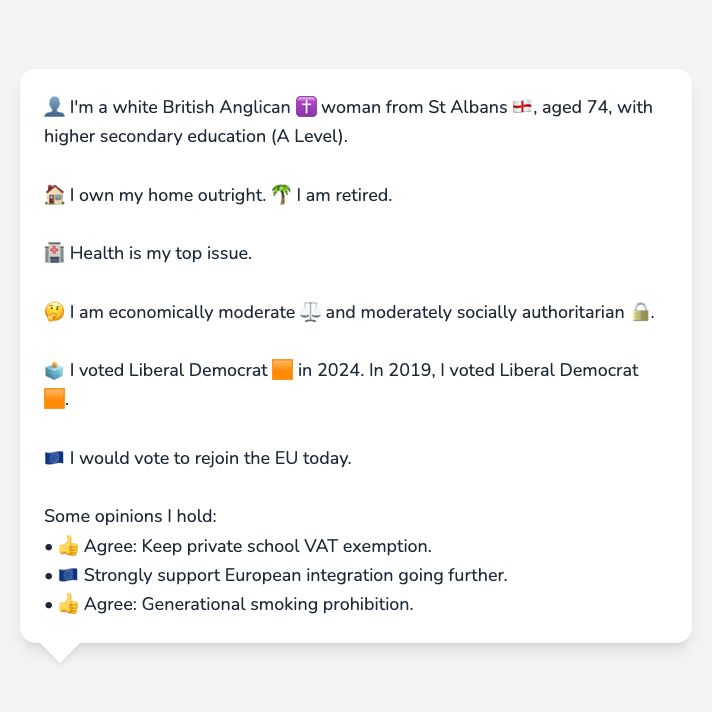 👤 I'm a white British Anglican ✝️ woman from St Albans 🏴󠁧󠁢󠁥󠁮󠁧󠁿, aged 74, with
higher secondary education (A Level).
🏠 I own my home outright. 🌴 I am retired.
🏥 Health is my top issue.
🤔 I am economically moderate ⚖️ and moderately socially authoritarian 🔒.
🗳️ I voted Liberal Democrat 🟧 in 2024. In 2019, I voted Liberal Democrat
🟧.
🇪🇺 I would vote to rejoin the EU today.
Some opinions I hold:
• 👍 Agree: Keep private school VAT exemption.
• 🇪🇺 Strongly support European integration going further.
• 👍 Agree: Generational smoking prohibition.